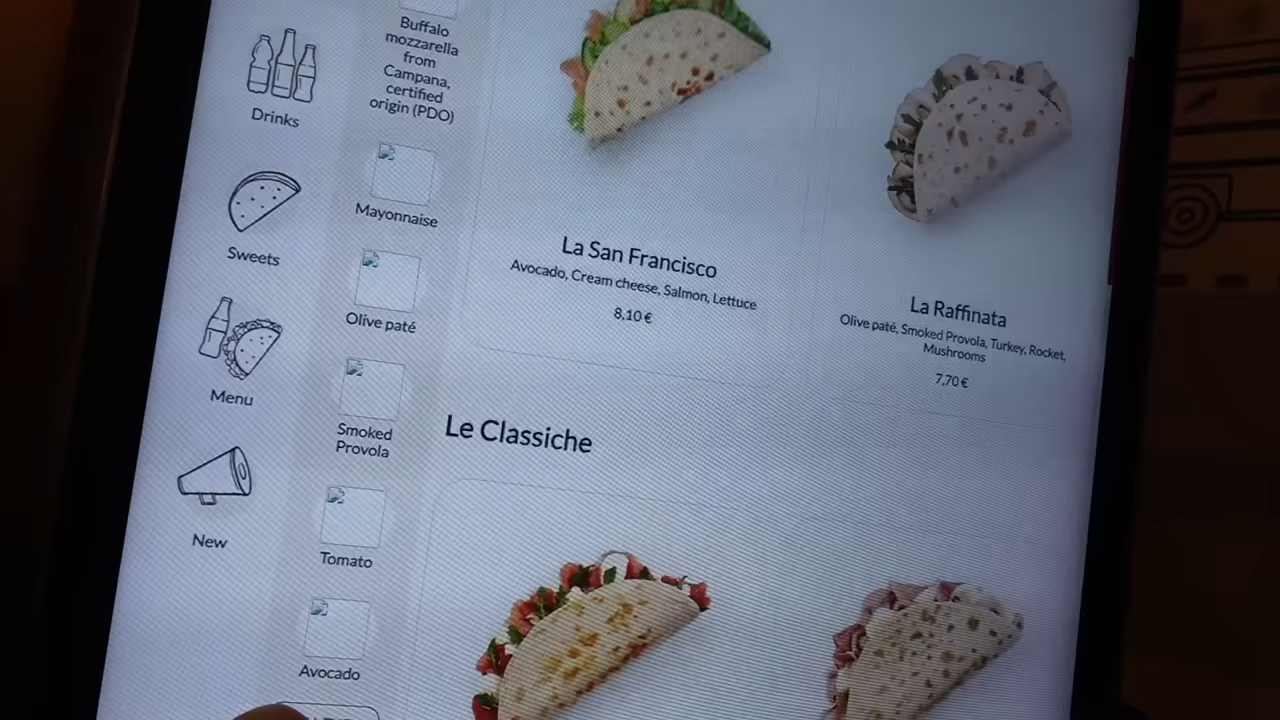 Drinks
Sweets
Menu
New
Buffalo
mozzarella
from
Campana,
certified
origin (PDO)
Mayonnaise
Olive paté
Smoked
Provola
Tomato
Avocado
La San Francisco
Avocado, Cream cheese, Salmon, Lettuce
8,10 €
La Raffinata
Olive paté, Smoked Provola, Turkey, Rocket,
Mushrooms
7,70 €
Le Classiche